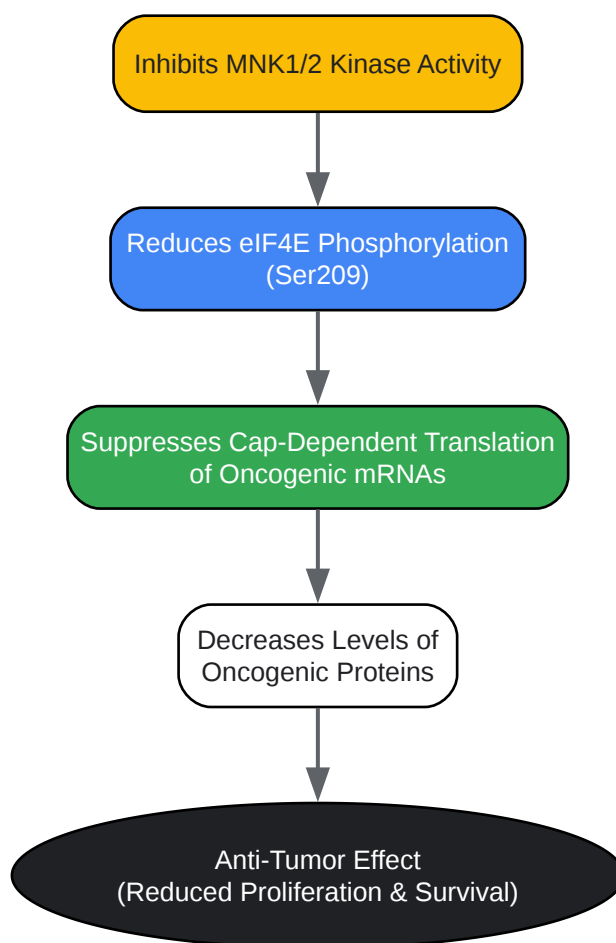 Inhibits MNK1/2 Kinase Activity
Reduces eIF4E Phosphorylation
(Ser209)
Suppresses Cap-Dependent Translation
of Oncogenic mRNAs
Decreases Levels of
Oncogenic Proteins
Anti-Tumor Effect
(Reduced Proliferation & Survival)